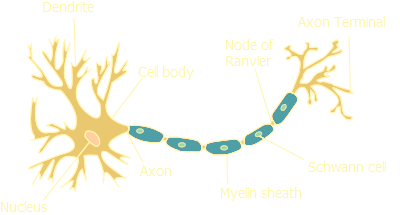 Dendrite
Axon Terminal
Node of
Ranvier
Cell body
Axon
Schwann cell
Myelin sheath
Nucleus